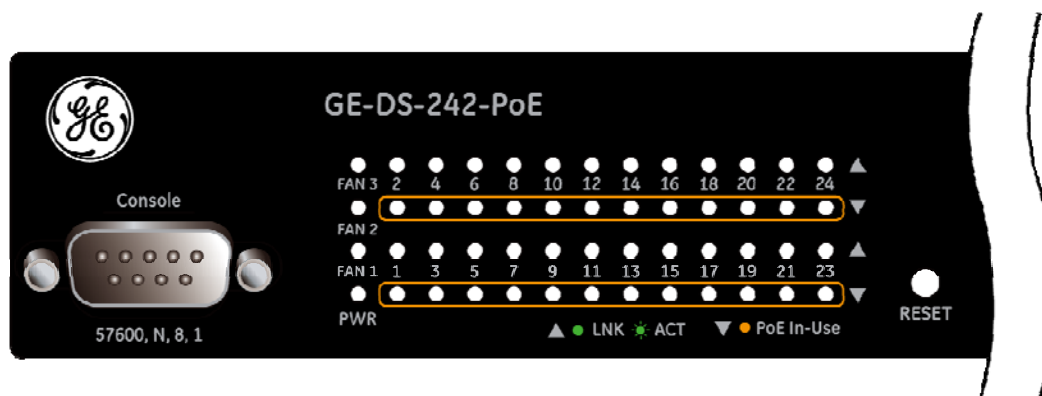 GE
GE-DS-242-PoE
Console
57600, N, 8, 1
FAN 3 2 4 6 8 10 12 14 16 18 20 22 24
FAN 2
FAN 1 1 3 5 7 9 11 13 15 17 19 21 23
PWR
▲ ● LNK ACT ▼ ● PoE In-Use
RESET